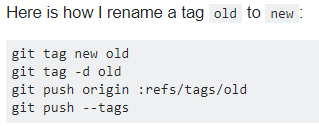 Here is how I rename a tag old to new:
git tag new old
git tag -d old
git push origin :refs/tags/old
git push --tags